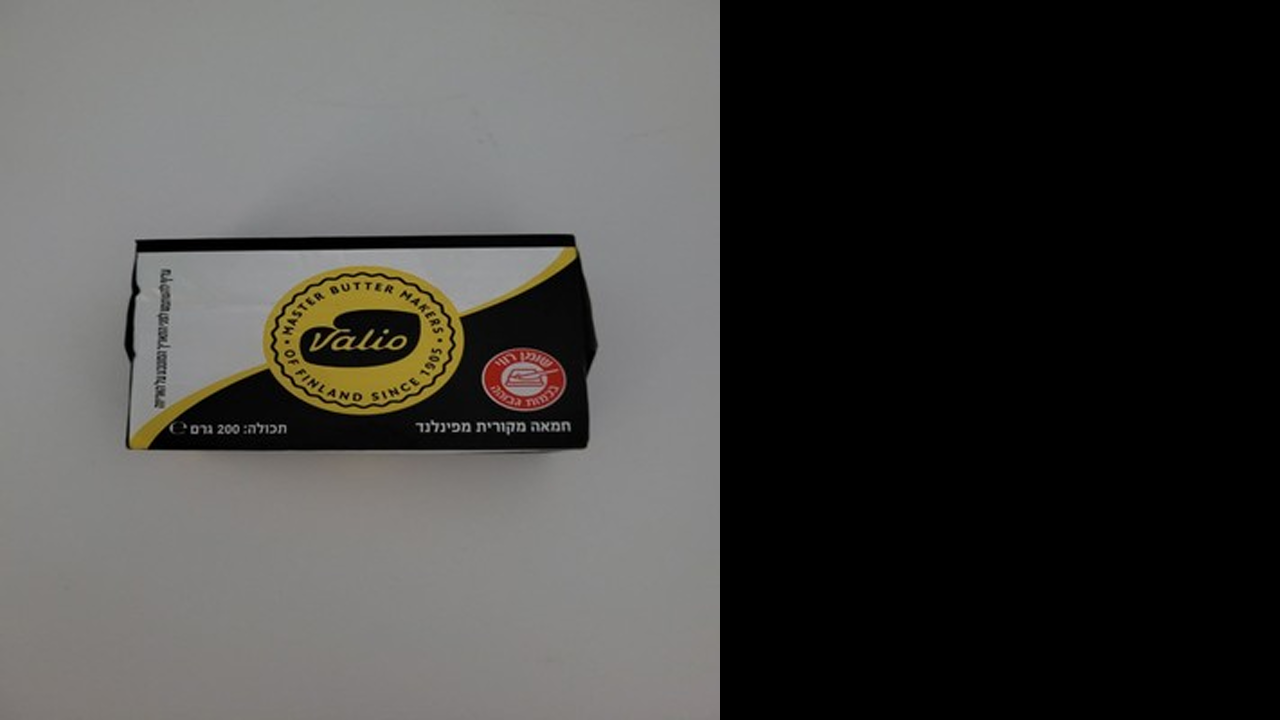 MASTER BUTTER MAKERS
Valio
OF FINLAND SINCE 1905
שומן רווי
בכמות גבוהה
חמאה מקורית מפינלנד
תכולה: 200 גרם ℮